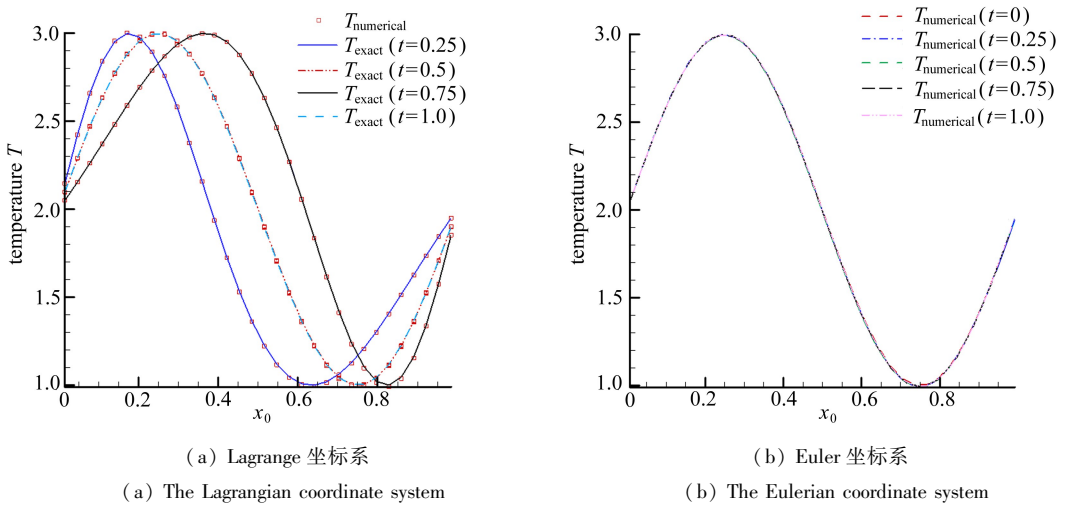 T_numerical
T_exact (t=0.25)
T_exact (t=0.5)
T_exact (t=0.75)
T_exact (t=1.0)
temperature T
3.0
2.5
2.0
1.5
1.0
0 0.2 0.4 0.6 0.8
x_0
(a) Lagrange 坐标系
(a) The Lagrangian coordinate system
T_numerical(t=0)
T_numerical(t=0.25)
T_numerical(t=0.5)
T_numerical(t=0.75)
T_numerical(t=1.0)
temperature T
3.0
2.5
2.0
1.5
1.0
0 0.2 0.4 0.6 0.8
x_0
(b) Euler 坐标系
(b) The Eulerian coordinate system